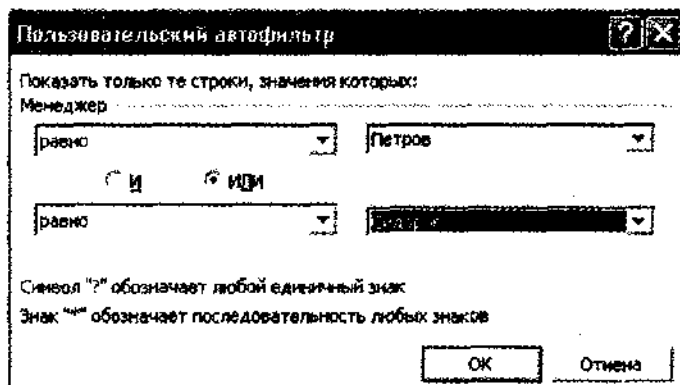 Пользовательский автофильтр
Показать только те строки, значения которых:
Менеджер
равно Петров
И ИЛИ
равно
Символ "?" обозначает любой единичный знак
Знак "*" обозначает последовательность любых знаков
ОК Отмена